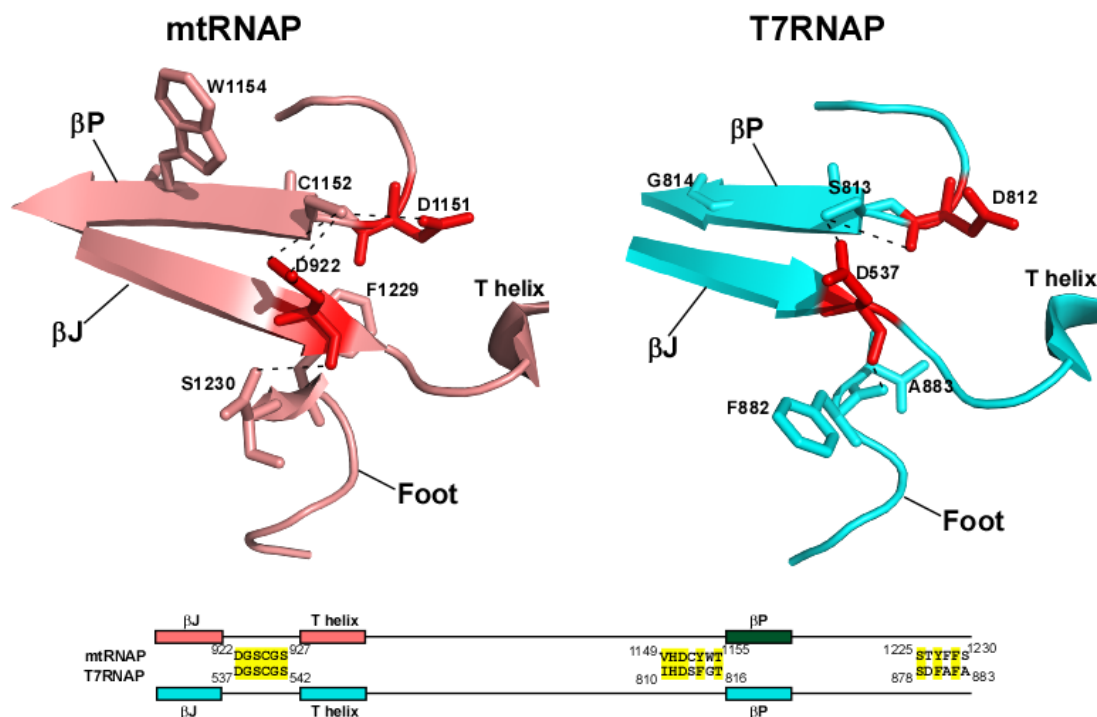 mtRNAP
T7RNAP
W1154
βP
C1152
D1151
D922
F1229
T helix
βJ
S1230
Foot
βP
G814
S813
D812
D537
T helix
βJ
A883
F882
Foot
βJ T helix βP
922 927 1149 1155 1225 1230
mtRNAP DGSCGS VHDCYWT STYFFS
T7RNAP DGSCGS IHDSFGT SDFAFA
537 542 810 816 878 883
βJ T helix βP